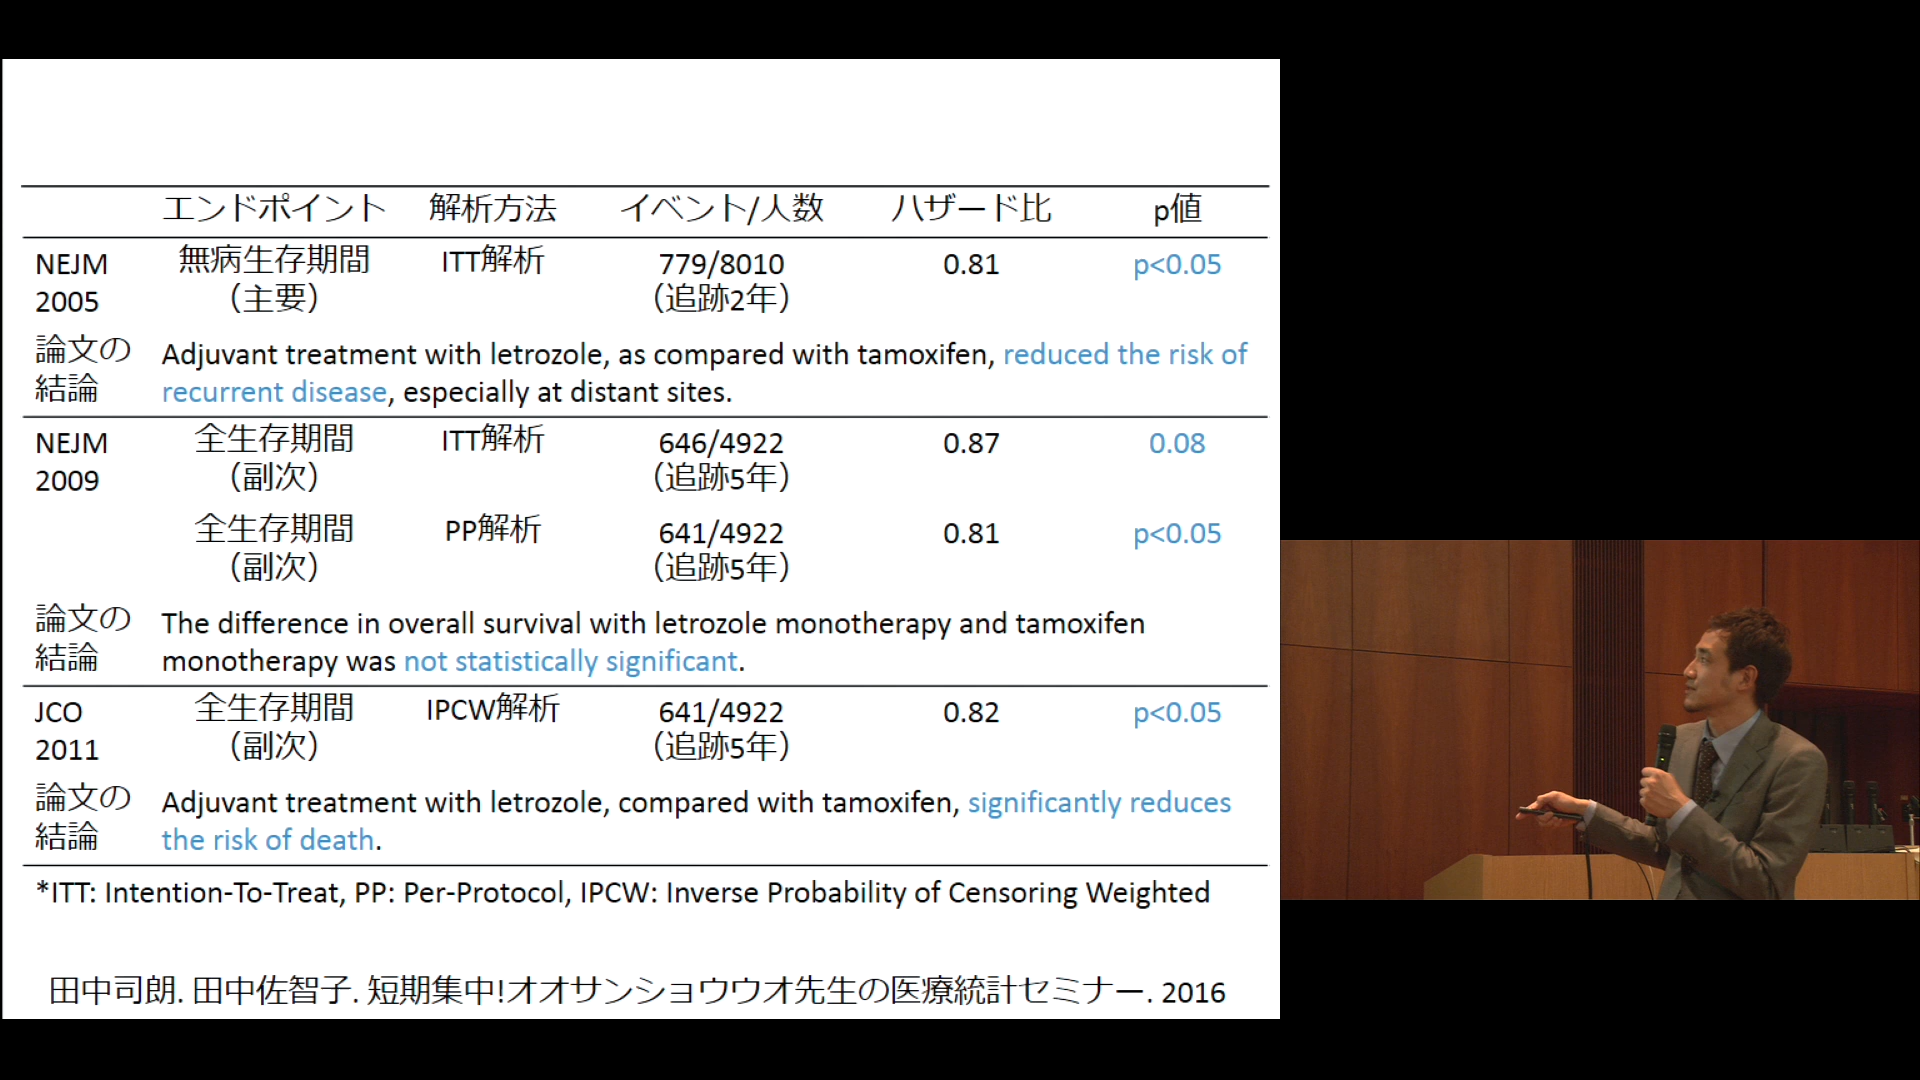 エンドポイント 解析方法 イベント/人数 ハザード比 p値
NEJM 2005 無病生存期間（主要） ITT解析 779/8010（追跡2年） 0.81 p<0.05
論文の結論 Adjuvant treatment with letrozole, as compared with tamoxifen, reduced the risk of
recurrent disease, especially at distant sites.
NEJM 2009 全生存期間（副次） ITT解析 646/4922（追跡5年） 0.87 0.08
全生存期間（副次） PP解析 641/4922（追跡5年） 0.81 p<0.05
論文の結論 The difference in overall survival with letrozole monotherapy and tamoxifen
monotherapy was not statistically significant.
JCO 2011 全生存期間（副次） IPCW解析 641/4922（追跡5年） 0.82 p<0.05
論文の結論 Adjuvant treatment with letrozole, compared with tamoxifen, significantly reduces
the risk of death.
*ITT: Intention-To-Treat, PP: Per-Protocol, IPCW: Inverse Probability of Censoring Weighted
田中司朗. 田中佐智子. 短期集中!オオサンショウウオ先生の医療統計セミナー. 2016